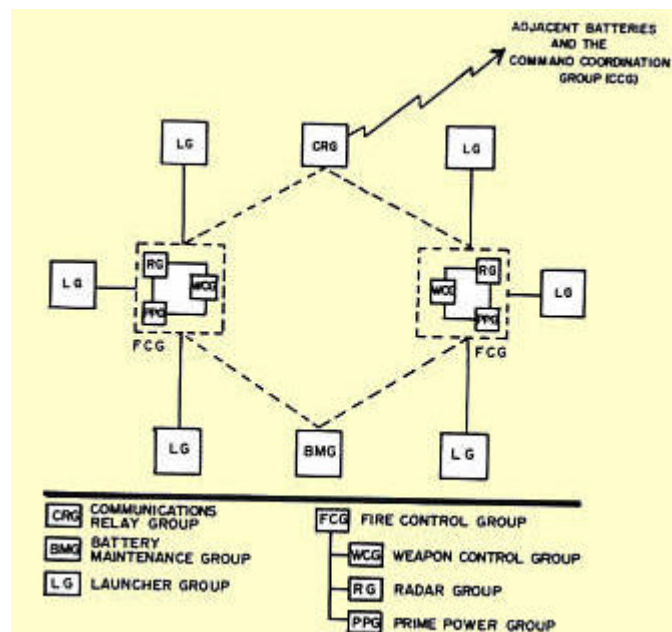 ADJACENT BATTERIES
AND THE
COMMAND COORDINATION
GROUP (CCG)
LG
CRG
LG
LG
RG
WCG
PPG
FCG
RG
WCG
PPG
FCG
LG
LG
BMG
LG
CRG COMMUNICATIONS
RELAY GROUP
BMG BATTERY
MAINTENANCE GROUP
LG LAUNCHER GROUP
FCG FIRE CONTROL GROUP
WCG WEAPON CONTROL GROUP
RG RADAR GROUP
PPG PRIME POWER GROUP